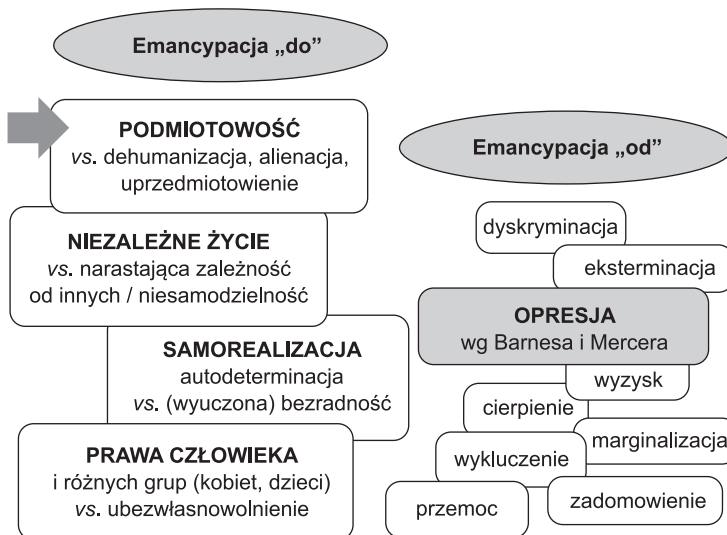 Emancypacja „do”
PODMIOTOWOŚĆ
vs. dehumanizacja, alienacja,
uprzedmiotowienie
NIEZALEŻNE ŻYCIE
vs. narastająca zależność
od innych / niesamodzielność
SAMOREALIZACJA
autodeterminacja
vs. (wyuczona) bezradność
PRAWA CZŁOWIEKA
i różnych grup (kobiet, dzieci)
vs. ubezwłasnowolnienie
Emancypacja „od”
dyskryminacja
eksterminacja
OPRESJA
wg Barnesa i Mercera
wyzysk
cierpienie
marginalizacja
wykluczenie
zadomowienie
przemoc